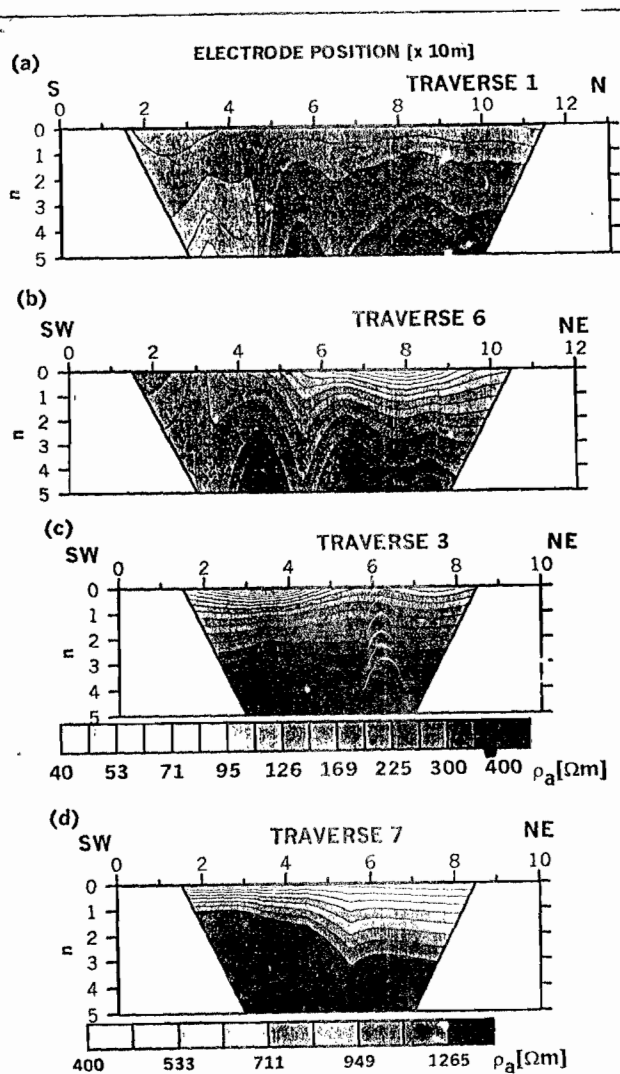 ELECTRODE POSITION [x 10m]
(a)
S TRAVERSE 1 N
0 2 4 6 8 10 12
0
1
2
n
3
4
5
(b)
SW TRAVERSE 6 NE
0 2 4 6 8 10 12
0
1
2
n
3
4
5
(c)
SW TRAVERSE 3 NE
0 2 4 6 8 10
0
1
2
n
3
4
5
40 53 71 95 126 169 225 300 400 ρa[Ωm]
(d)
SW TRAVERSE 7 NE
0 2 4 6 8 10
0
1
2
n
3
4
5
400 533 711 949 1265 ρa[Ωm]